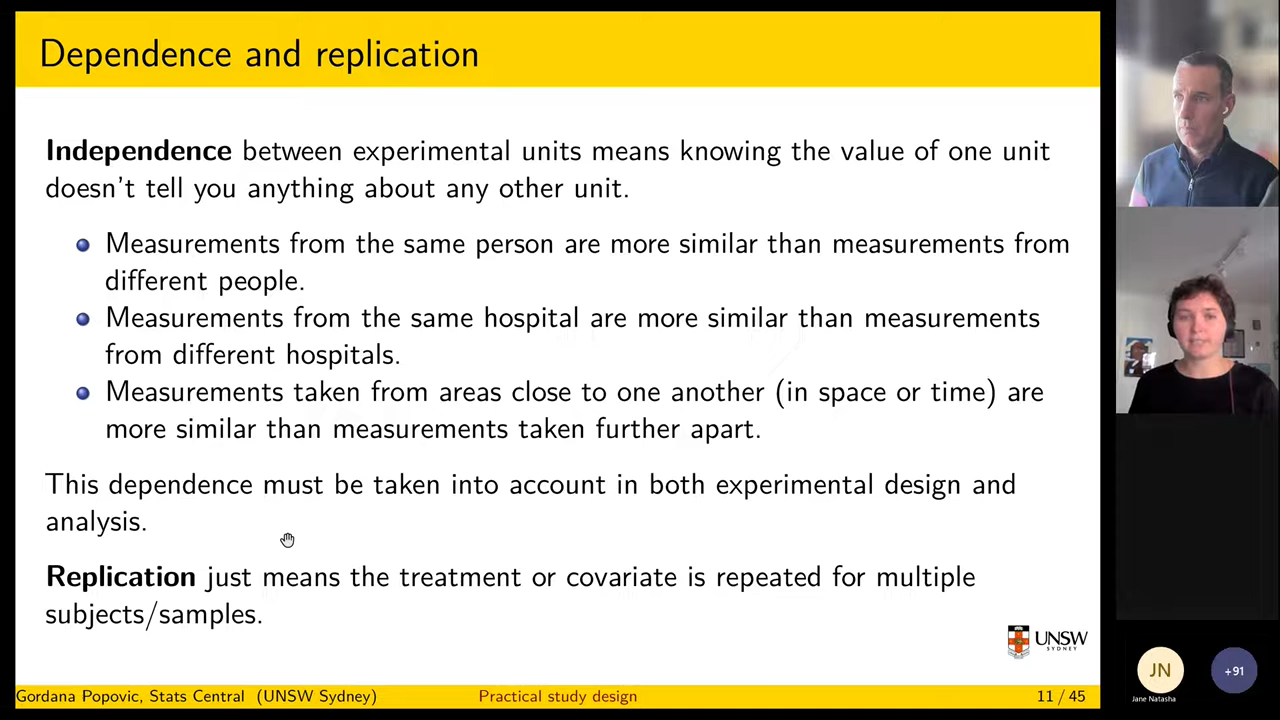 Dependence and replication
Independence between experimental units means knowing the value of one unit
doesn't tell you anything about any other unit.
Measurements from the same person are more similar than measurements from
different people.
Measurements from the same hospital are more similar than measurements
from different hospitals.
Measurements taken from areas close to one another (in space or time) are
more similar than measurements taken further apart.
This dependence must be taken into account in both experimental design and
analysis.
Replication just means the treatment or covariate is repeated for multiple
subjects/samples.
UNSW
SYDNEY
Gordana Popovic, Stats Central (UNSW Sydney) Practical study design 11 / 45
JN
Jane Natasha
+91